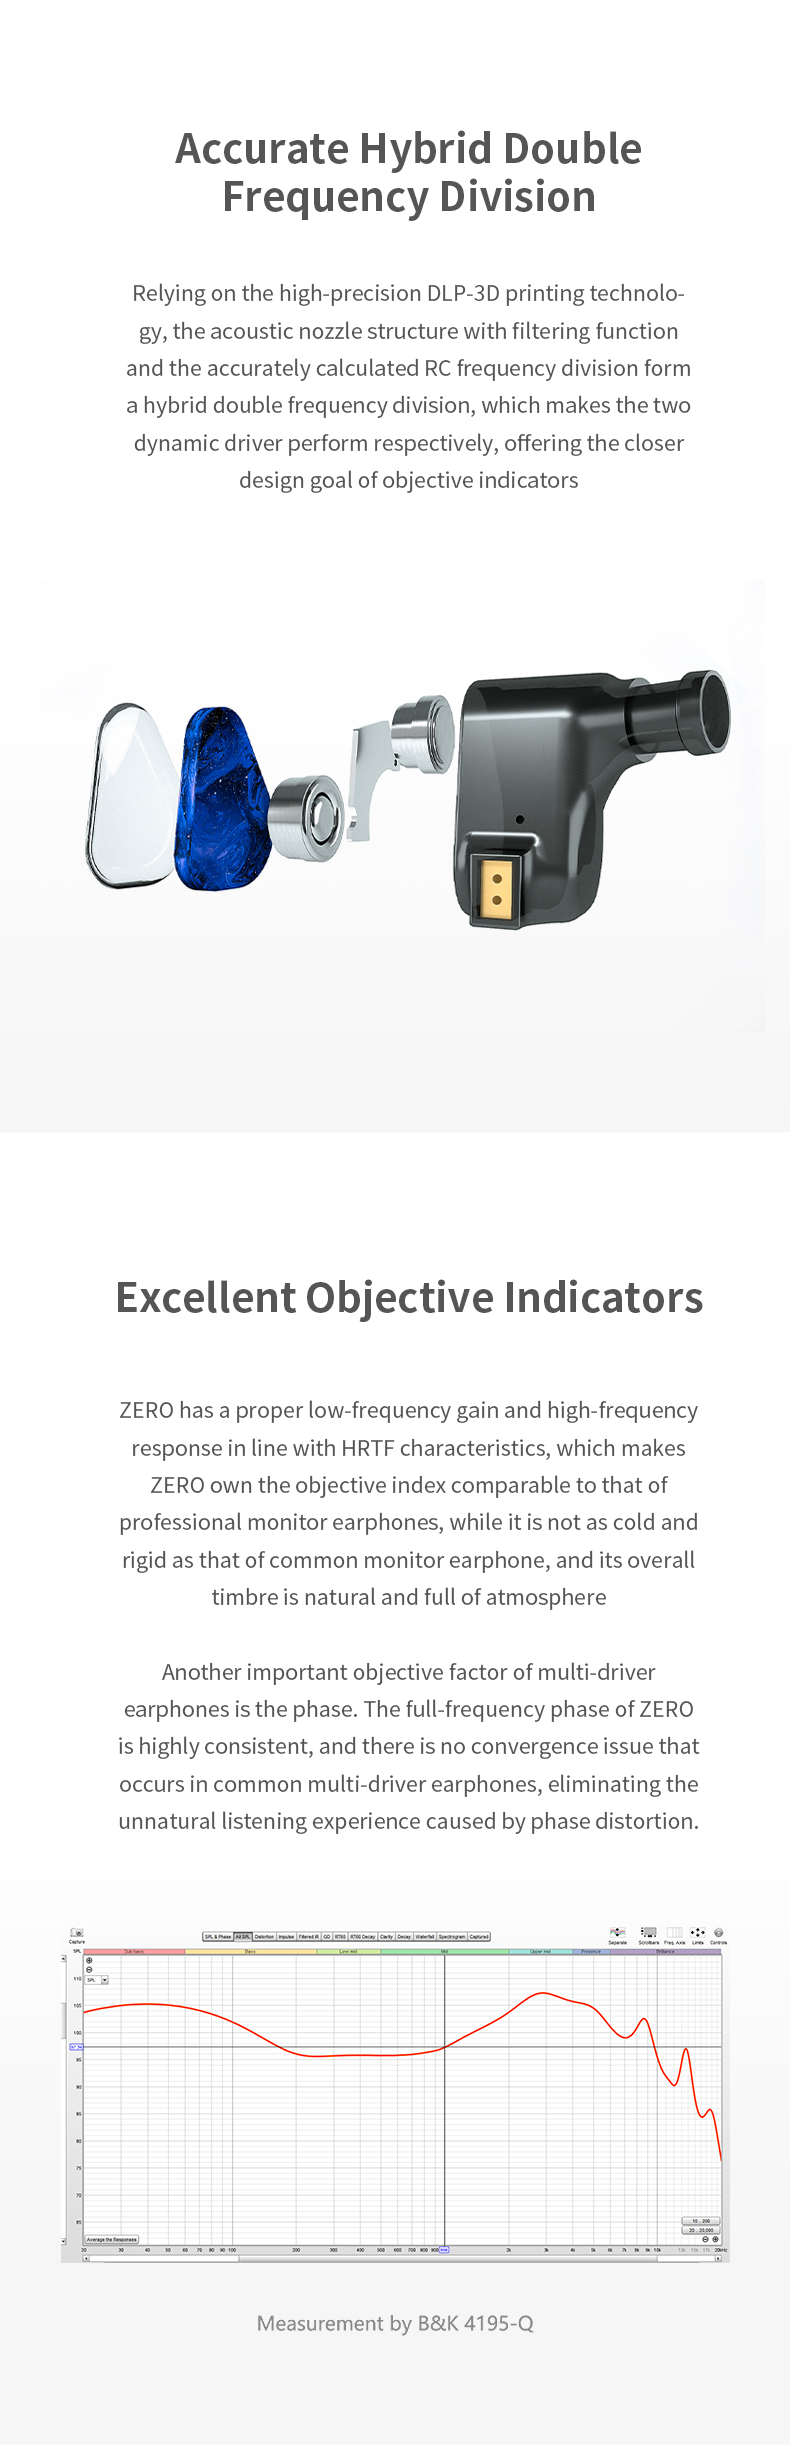 Accurate Hybrid Double
Frequency Division
Relying on the high-precision DLP-3D printing technolo-
gy, the acoustic nozzle structure with filtering function
and the accurately calculated RC frequency division form
a hybrid double frequency division, which makes the two
dynamic driver perform respectively, offering the closer
design goal of objective indicators
Excellent Objective Indicators
ZERO has a proper low-frequency gain and high-frequency
response in line with HRTF characteristics, which makes
ZERO own the objective index comparable to that of
professional monitor earphones, while it is not as cold and
rigid as that of common monitor earphone, and its overall
timbre is natural and full of atmosphere
Another important objective factor of multi-driver
earphones is the phase. The full-frequency phase of ZERO
is highly consistent, and there is no convergence issue that
occurs in common multi-driver earphones, eliminating the
unnatural listening experience caused by phase distortion.
Capture
SPL & Phase All SPL Distortion Impulse Filtered IR GD RT60 RT60 Decay Clarity Decay Waterfall Spectrogram Captured
Separate Scrollbars Freq. Axis Limits Controls
SPL
Sub bass Bass Low mid Mid Upper mid Presence Brilliance
SPL
110
105
100
95
90
85
80
75
70
65
10 .. 200
20 .. 20,000
Average the Responses
20 30 40 50 60 70 80 90 100 200 300 400 500 600 700 800 900 2k 3k 4k 5k 6k 7k 8k 9k 10k 13k 15k 17k 20kHz
Measurement by B&K 4195-Q